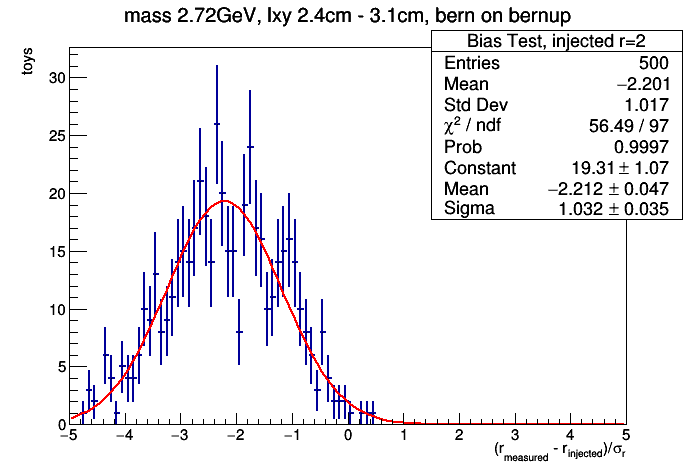 mass 2.72GeV, lxy 2.4cm - 3.1cm, bern on bernup
toys
Bias Test, injected r=2
Entries 500
Mean −2.201
Std Dev 1.017
χ² / ndf 56.49 / 97
Prob 0.9997
Constant 19.31 ± 1.07
Mean −2.212 ± 0.047
Sigma 1.032 ± 0.035
30
25
20
15
10
5
0
−5 −4 −3 −2 −1 0 1 2 3 4 5
(r_measured - r_injected)/σ_r